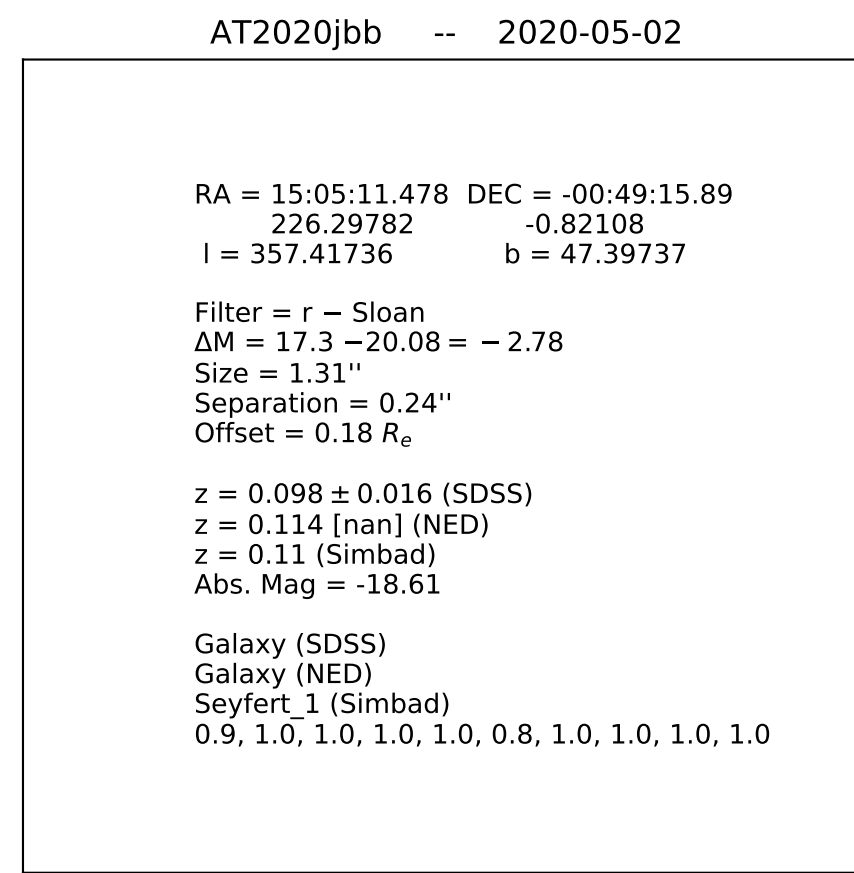 AT2020jbb -- 2020-05-02
RA = 15:05:11.478 DEC = -00:49:15.89
226.29782 -0.82108
l = 357.41736 b = 47.39737
Filter = r − Sloan
ΔM = 17.3 −20.08 = − 2.78
Size = 1.31''
Separation = 0.24''
Offset = 0.18 Re
z = 0.098 ± 0.016 (SDSS)
z = 0.114 [nan] (NED)
z = 0.11 (Simbad)
Abs. Mag = -18.61
Galaxy (SDSS)
Galaxy (NED)
Seyfert_1 (Simbad)
0.9, 1.0, 1.0, 1.0, 1.0, 0.8, 1.0, 1.0, 1.0, 1.0